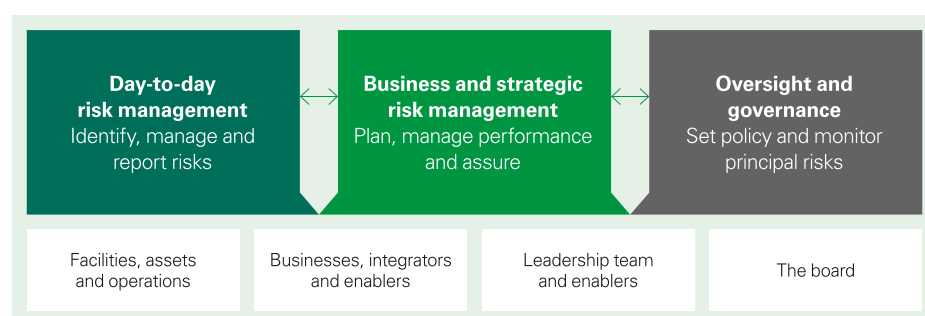 Day-to-day
risk management
Identify, manage and
report risks
Business and strategic
risk management
Plan, manage performance
and assure
Oversight and
governance
Set policy and monitor
principal risks
Facilities, assets
and operations
Businesses, integrators
and enablers
Leadership team
and enablers
The board